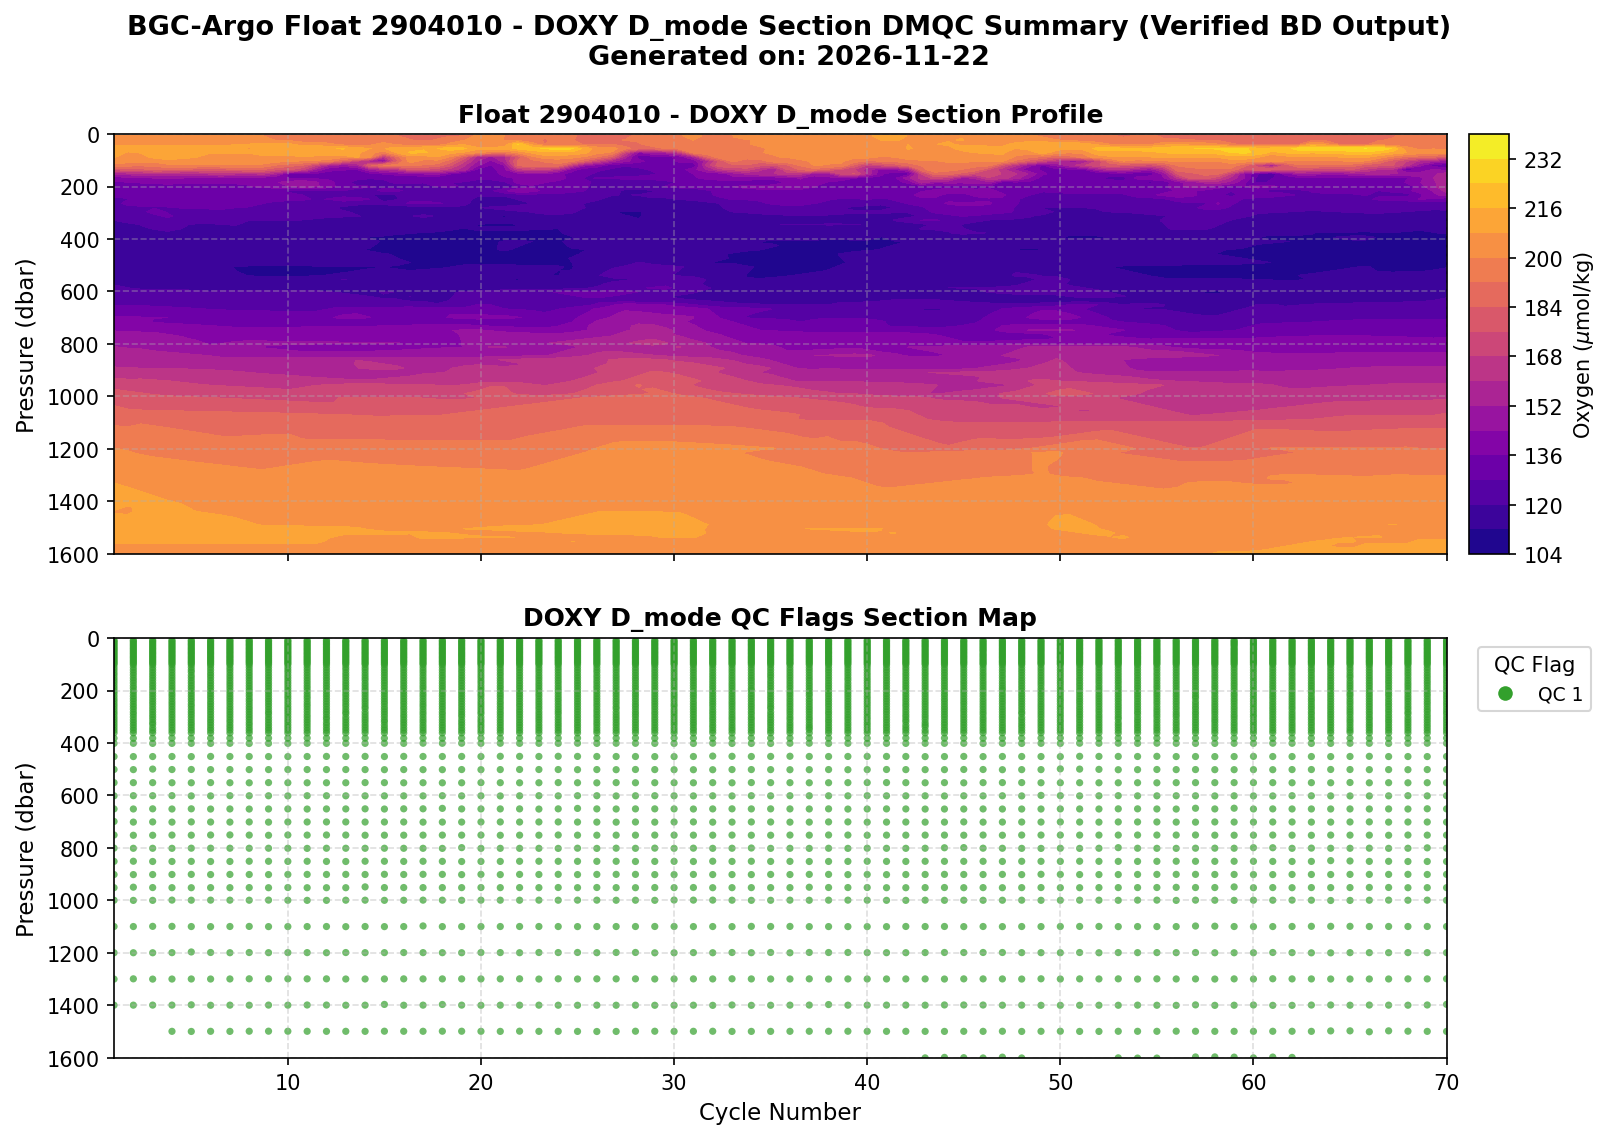 BGC-Argo Float 2904010 - DOXY D_mode Section DMQC Summary (Verified BD Output)
Generated on: 2026-11-22
Float 2904010 - DOXY D_mode Section Profile
Pressure (dbar)
0
200
400
600
800
1000
1200
1400
1600
232
216
200
184
168
152
136
120
104
Oxygen (μmol/kg)
DOXY D_mode QC Flags Section Map
Pressure (dbar)
0
200
400
600
800
1000
1200
1400
1600
10 20 30 40 50 60 70
Cycle Number
QC Flag
QC 1